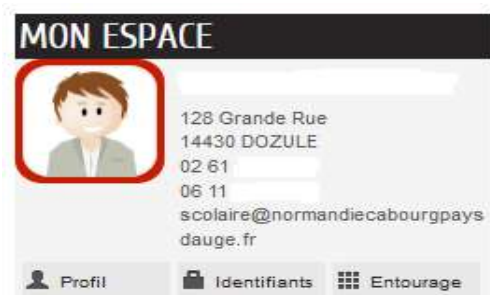 MON ESPACE
128 Grande Rue
14430 DOZULE
02 61
06 11
scolaire@normandiecabourgpays
dauge.fr
Profil Identifiants Entourage